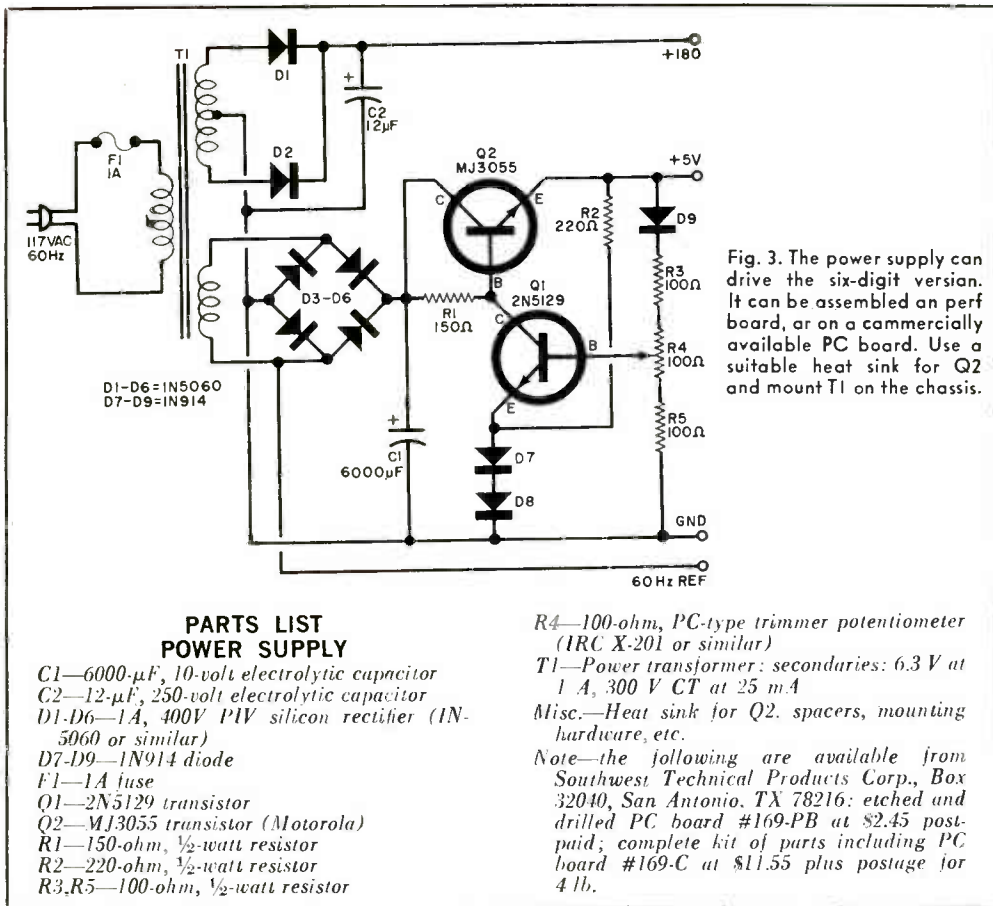 T1
D1
+180
+
C2
12µF
F1
1A
D2
Q2
MJ3055
+5V
C
E
R2
220Ω
D9
117VAC
60Hz
B
Q1
2N5129
R3
100Ω
D3-D6
R1
150Ω
C
B
R4
100Ω
E
D1-D6=1N5060
D7-D9=1N914
R5
100Ω
+
C1
6000µF
D7
D8
GND
60Hz REF
Fig. 3. The power supply can
drive the six-digit versian.
It can be assembled an perf
board, ar on a cammercially
available PC board. Use a
suitable heat sink for Q2
and mount T1 on the chassis.
PARTS LIST
POWER SUPPLY
C1—6000-µF, 10-volt electrolytic capacitor
C2—12-µF, 250-volt electrolytic capacitor
D1-D6—1A, 400V PIV silicon rectifier (1N-
5060 or similar)
D7-D9—1N914 diode
F1—1A fuse
Q1—2N5129 transistor
Q2—MJ3055 transistor (Motorola)
R1—150-ohm, ½-watt resistor
R2—220-ohm, ½-watt resistor
R3,R5—100-ohm, ½-watt resistor
R4—100-ohm, PC-type trimmer potentiometer
(IRC X-201 or similar)
T1—Power transformer: secondaries: 6.3 V at
1 A, 300 V CT at 25 mA
Misc.—Heat sink for Q2. spacers, mounting
hardware, etc.
Note—the following are available from
Southwest Technical Products Corp., Box
32040, San Antonio, TX 78216: etched and
drilled PC board #169-PB at $2.45 post-
paid; complete kit of parts including PC
board #169-C at $11.55 plus postage for
4 lb.